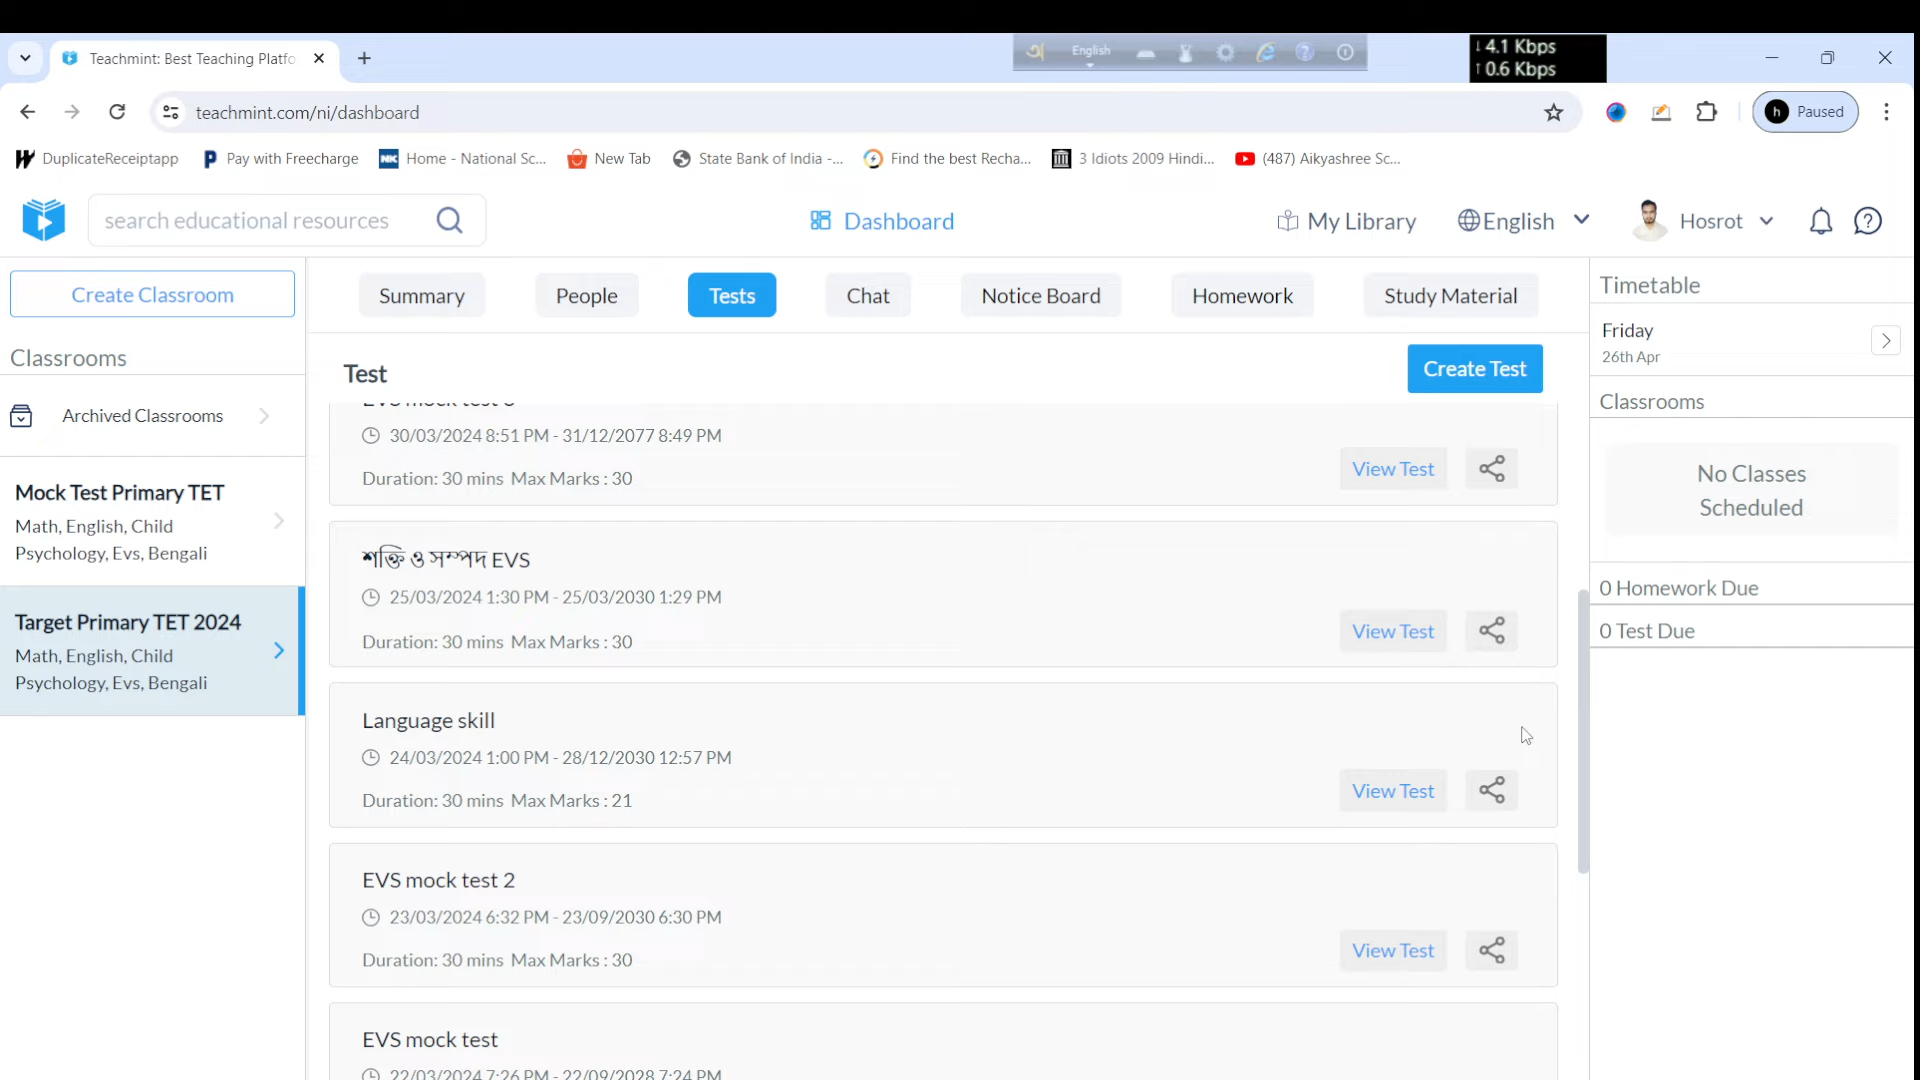 Teachmint: Best Teaching Platfo
English
↓ 4.1 Kbps
↑ 0.6 Kbps
teachmint.com/ni/dashboard
h Paused
DuplicateReceiptapp
Pay with Freecharge
NK Home - National Sc...
New Tab
State Bank of India -...
Find the best Recha...
3 Idiots 2009 Hindi...
(487) Aikyashree Sc...
search educational resources
Dashboard
My Library
English
Hosrot
Create Classroom
Summary
People
Tests
Chat
Notice Board
Homework
Study Material
Timetable
Friday
26th Apr
Classrooms
Test
Create Test
Classrooms
Archived Classrooms
No Classes
Scheduled
Mock Test Primary TET
Math, English, Child
Psychology, Evs, Bengali
Target Primary TET 2024
Math, English, Child
Psychology, Evs, Bengali
0 Homework Due
0 Test Due
EVS mock test
30/03/2024 8:51 PM - 31/12/2077 8:49 PM
Duration: 30 mins Max Marks : 30
View Test
শক্তি ও সম্পদ EVS
25/03/2024 1:30 PM - 25/03/2030 1:29 PM
Duration: 30 mins Max Marks : 30
View Test
Language skill
24/03/2024 1:00 PM - 28/12/2030 12:57 PM
Duration: 30 mins Max Marks : 21
View Test
EVS mock test 2
23/03/2024 6:32 PM - 23/09/2030 6:30 PM
Duration: 30 mins Max Marks : 30
View Test
EVS mock test
22/03/2024 7:26 PM - 22/09/2028 7:24 PM